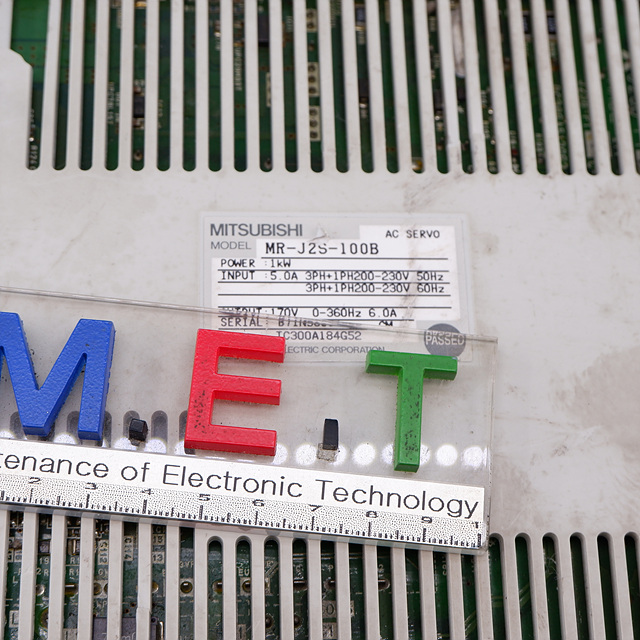 MITSUBISHI
AC SERVO
MODEL MR-J2S-100B
POWER :1kW
INPUT :5.0A 3PH+1PH200-230V 50Hz
3PH+1PH200-230V 60Hz
170V 0-360Hz 6.0A
SERIAL
TC300A184G52
PASSED
ELECTRIC CORPORATION
M.E.T
tenance of Electronic Technology
2 3 4 5 6 7 8 9 1